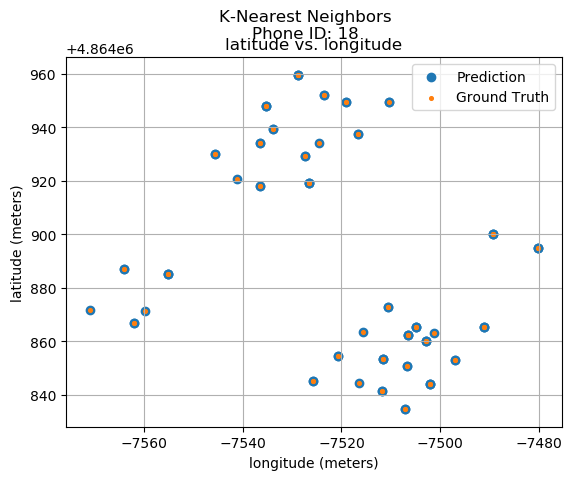 K-Nearest Neighbors
Phone ID: 18
latitude vs. longitude
+4.864e6
Prediction
Ground Truth
960
940
920
900
880
860
840
latitude (meters)
−7560
−7540
−7520
−7500
−7480
longitude (meters)